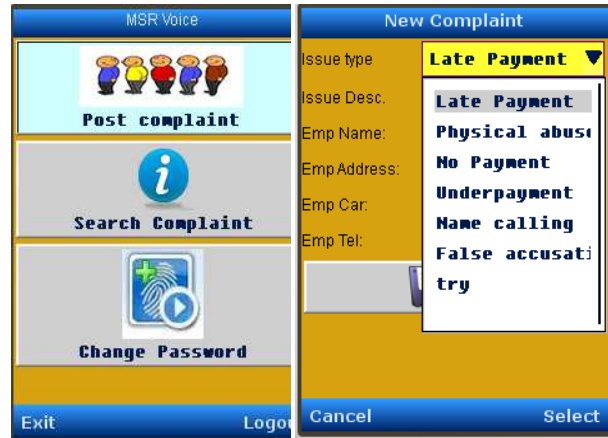 MSR Voice
Post complaint
Search Complaint
Change Password
Exit
Logou
New Complaint
Issue type
Late Payment
Issue Desc.
Emp Name:
Emp Address:
Emp Car:
Emp Tel:
Late Payment
Physical abuse
No Payment
Underpayment
Name calling
False accusati
try
Cancel
Select